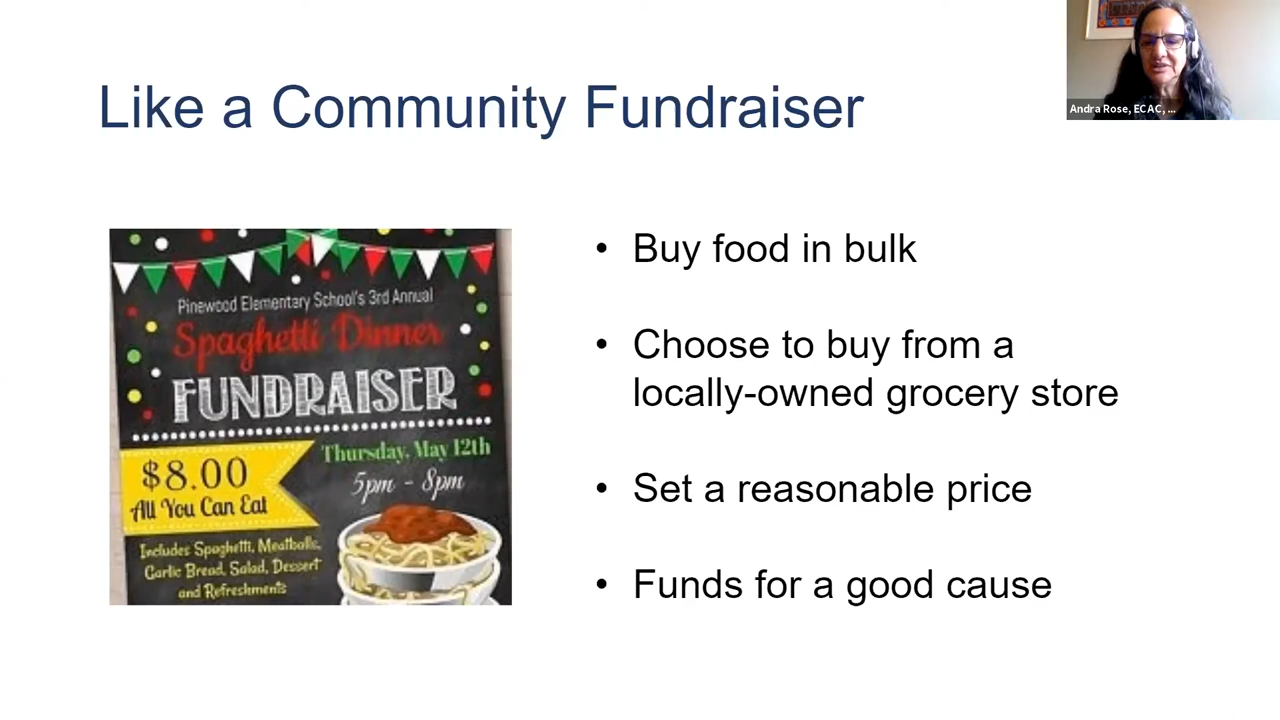 Like a Community Fundraiser
Andra Rose, ECAC, ...
Pinewood Elementary School's 3rd Annual
Spaghetti Dinner
FUNDRAISER
$8.00
All You Can Eat
Thursday, May 12th
5pm - 8pm
Includes Spaghetti, Meatballs,
Garlic Bread, Salad, Dessert
and Refreshments
• Buy food in bulk
• Choose to buy from a
locally-owned grocery store
• Set a reasonable price
• Funds for a good cause